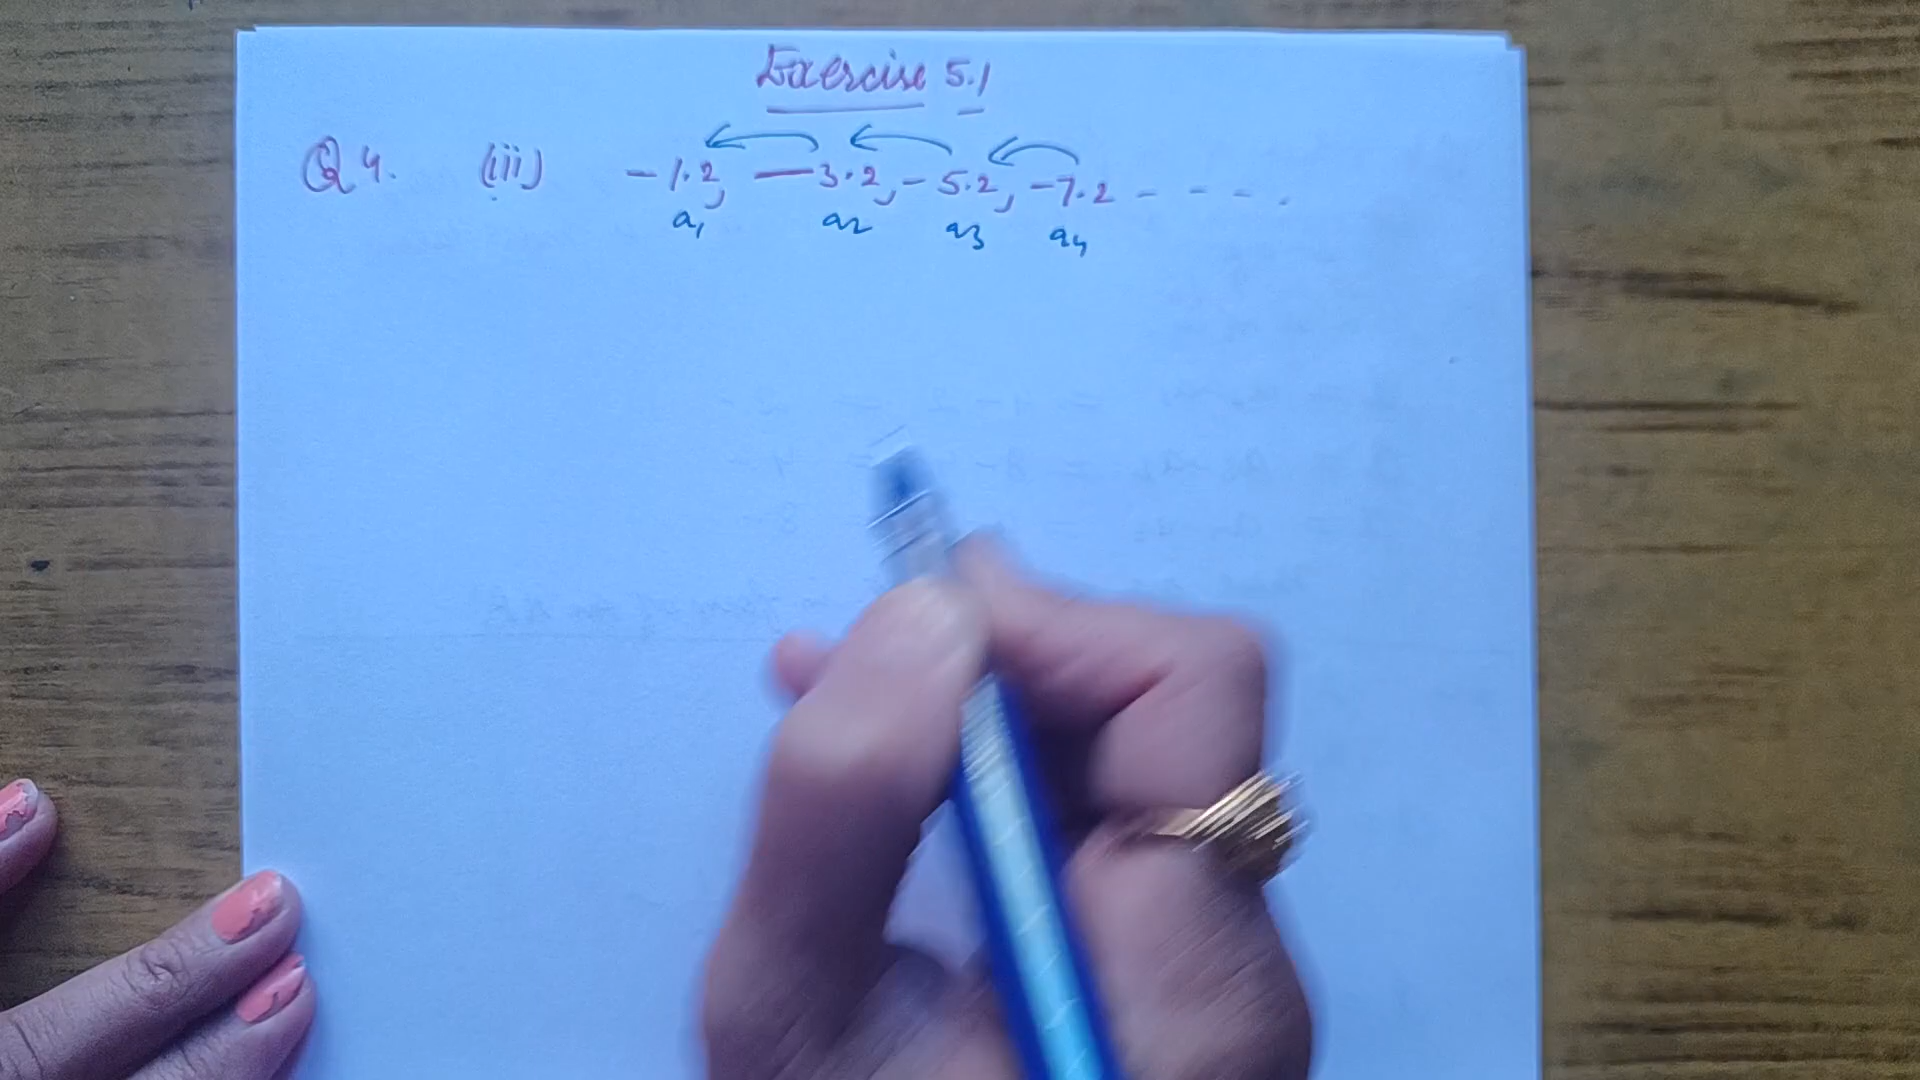 Exercise 5.1
Q4. (iii) -1.2, -3.2, -5.2, -7.2 - - - .
a1 a2 a3 a4